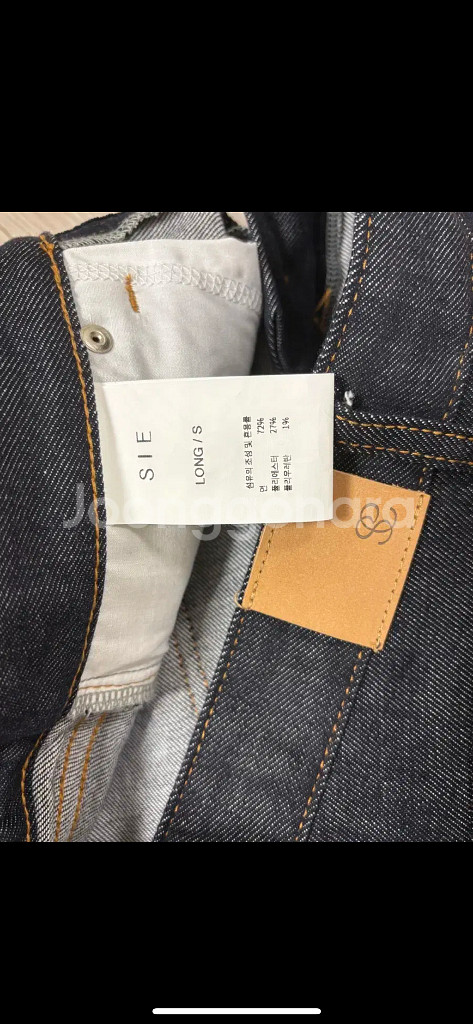 SIE
LONG / S
섬유의 조성 및 혼용률
면 72%
폴리에스터 27%
폴리우레탄 1%
Joonggonara